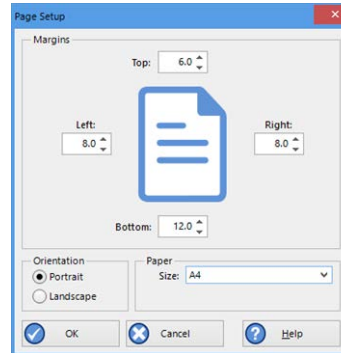 Page Setup
Margins
Top: 6.0
Left: Right:
8.0 8.0
Bottom: 12.0
Orientation Paper
Portrait Size: A4
Landscape
OK Cancel Help